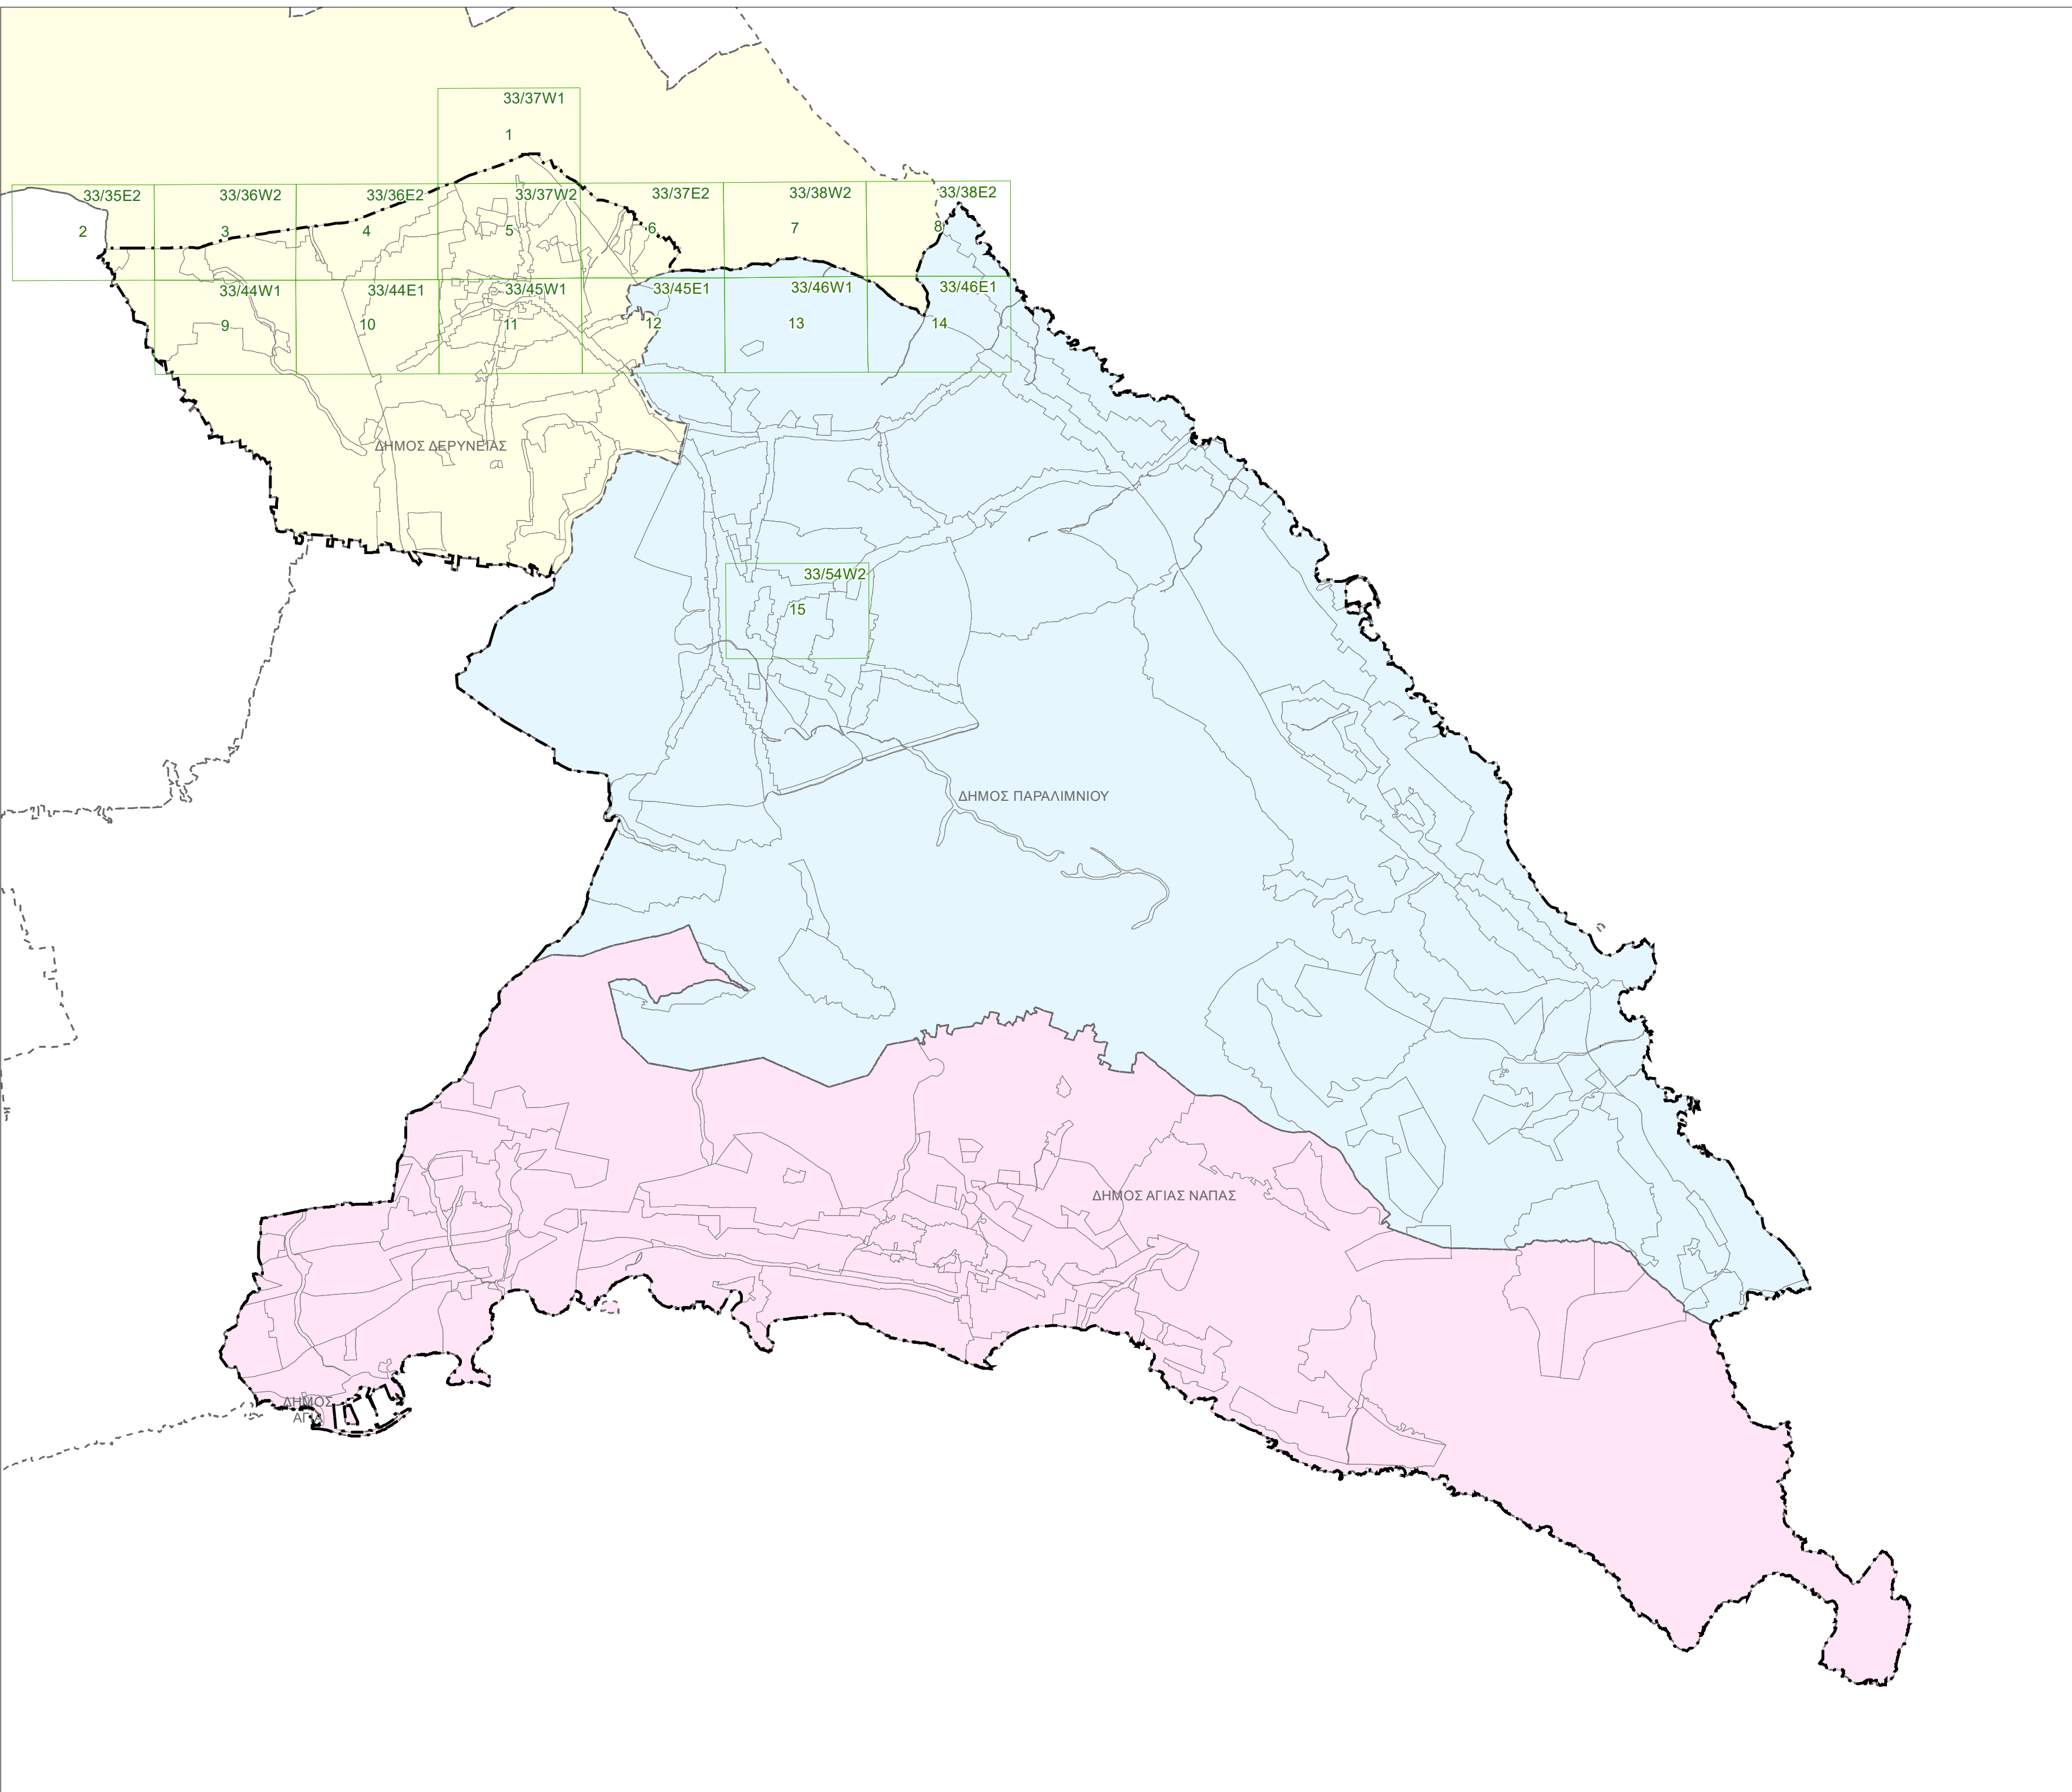 33/37W1
1
33/35E2
33/36W2
33/36E2
33/37W2
33/37E2
33/38W2
33/38E2
2
3
4
5
6
7
8
33/44W1
33/44E1
33/45W1
33/45E1
33/46W1
33/46E1
9
10
11
12
13
14
ΔΗΜΟΣ ΔΕΡΥΝΕΙΑΣ
33/54W2
15
ΔΗΜΟΣ ΠΑΡΑΛΙΜΝΙΟΥ
ΔΗΜΟΣ ΑΓΙΑΣ ΝΑΠΑΣ
ΔΗΜΟΣ
ΑΓΙΑ